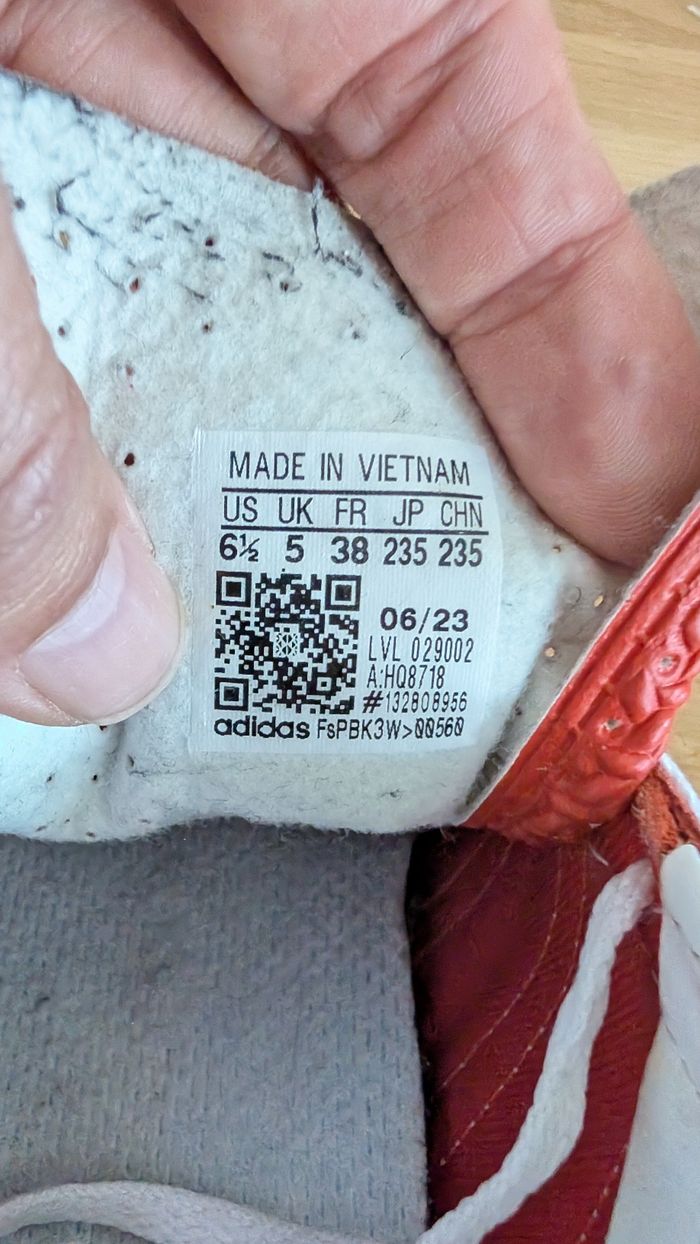 MADE IN VIETNAM
US UK FR JP CHN
6½ 5 38 235 235
06/23
LVL 029002
A:HQ8718
#132808956
adidas FsPBK3W>00560